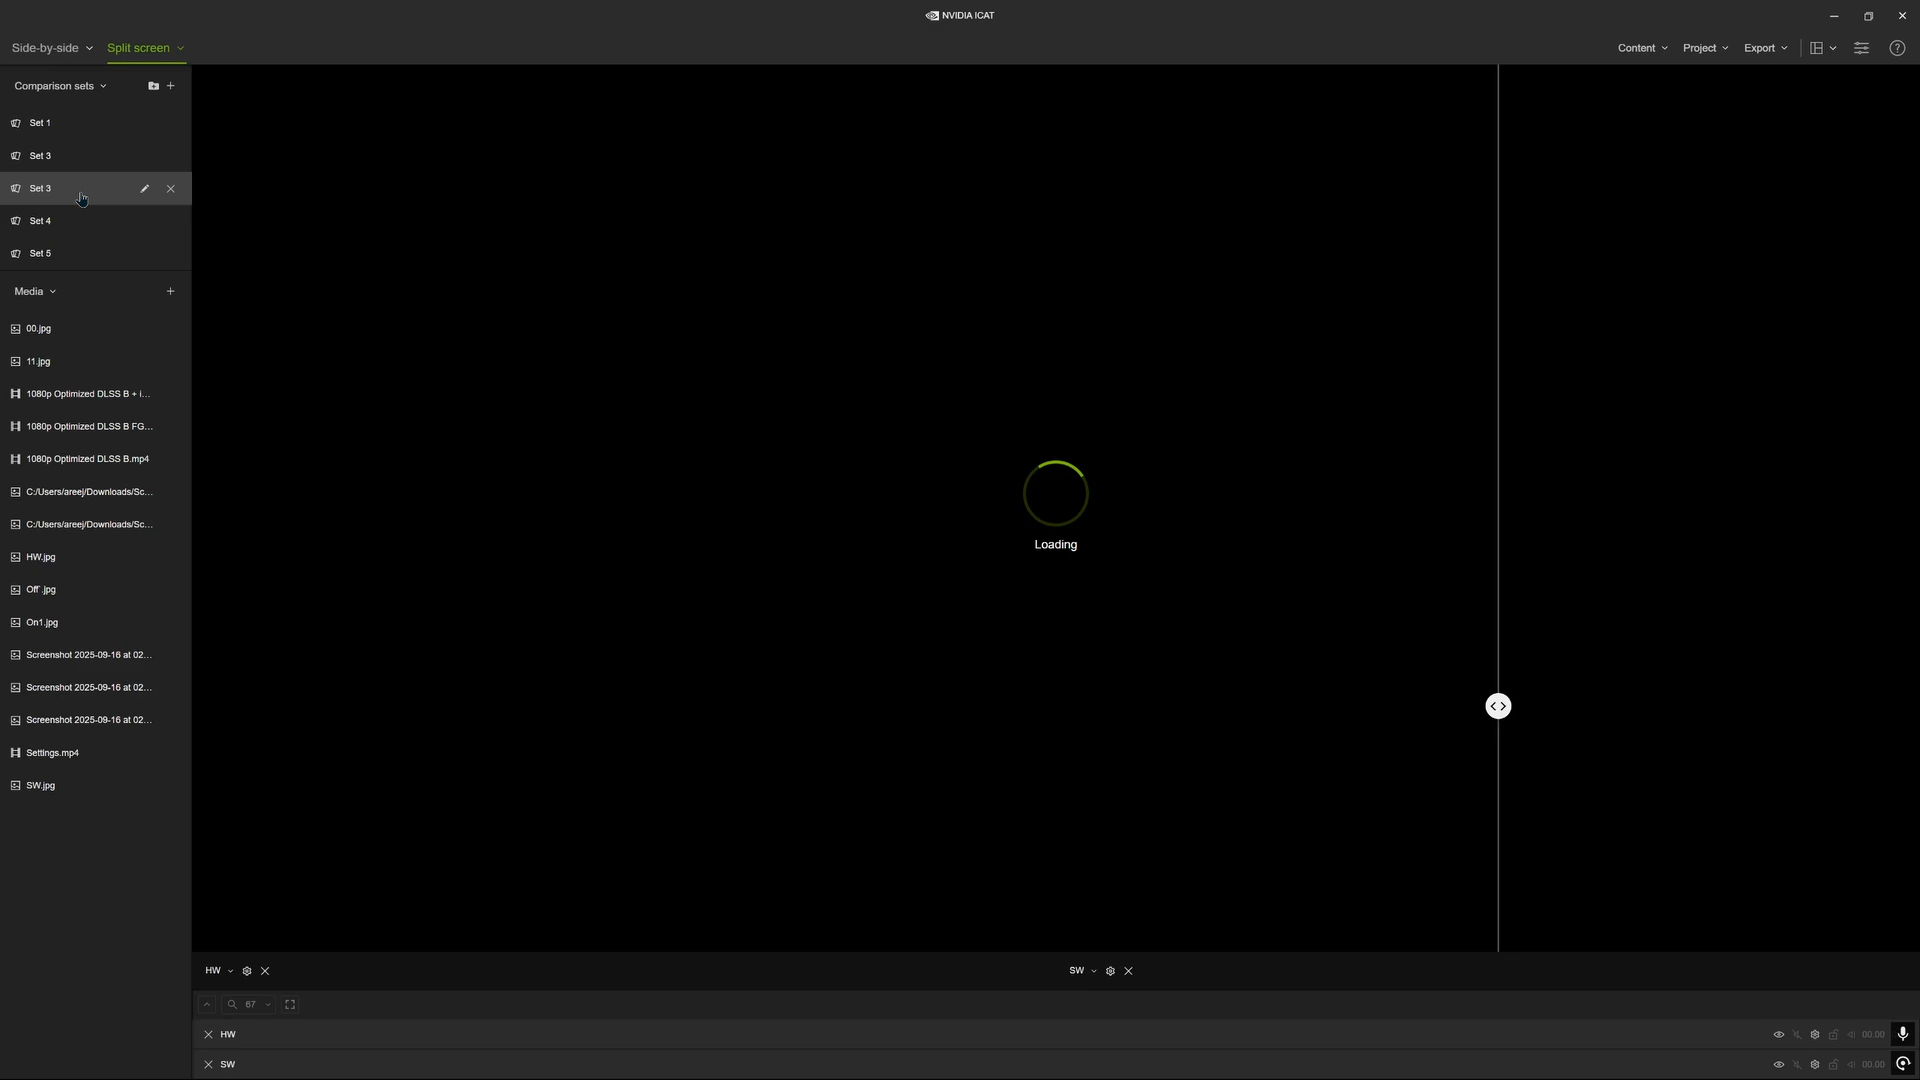 NVIDIA ICAT
Side-by-side Split screen Content Project Export
Comparison sets
Set 1
Set 3
Set 3
Set 4
Set 5
Media
00.jpg
11.jpg
1080p Optimized DLSS B + i...
1080p Optimized DLSS B FG...
1080p Optimized DLSS B.mp4
C:/Users/areej/Downloads/Sc...
C:/Users/areej/Downloads/Sc...
HW.jpg
Off .jpg
On1.jpg
Screenshot 2025-09-16 at 02...
Screenshot 2025-09-16 at 02...
Screenshot 2025-09-16 at 02...
Settings.mp4
SW.jpg
Loading
HW SW
67
HW 00.00
SW 00.00